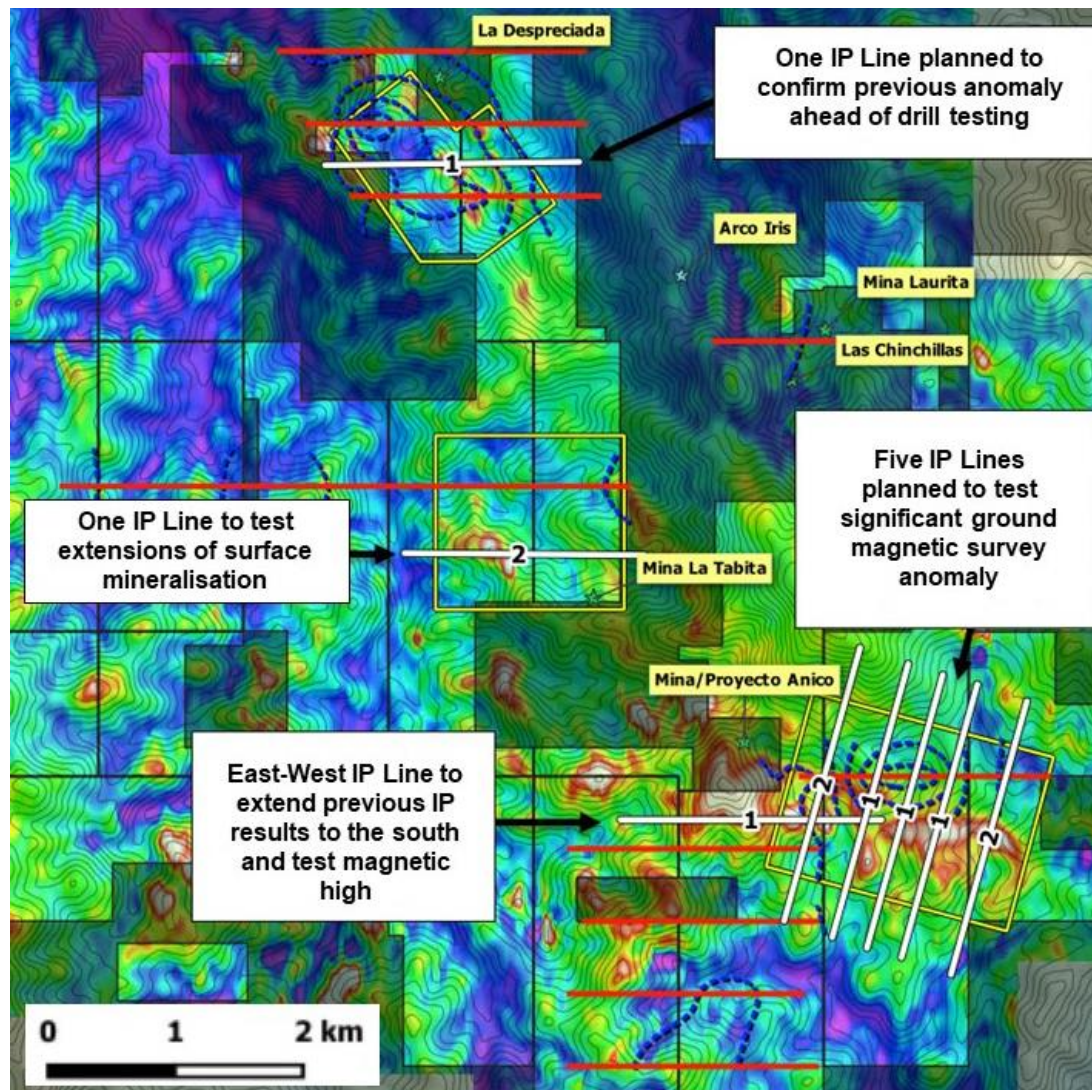 La Despreciada
One IP Line planned to
confirm previous anomaly
ahead of drill testing
1
Arco Iris
Mina Laurita
Las Chinchillas
Five IP Lines
planned to test
significant ground
magnetic survey
anomaly
One IP Line to test
extensions of surface
mineralisation
2
Mina La Tabita
Mina/Proyecto Anico
East-West IP Line to
extend previous IP
results to the south
and test magnetic
high
1
2
1
1
1
2
0 1 2 km